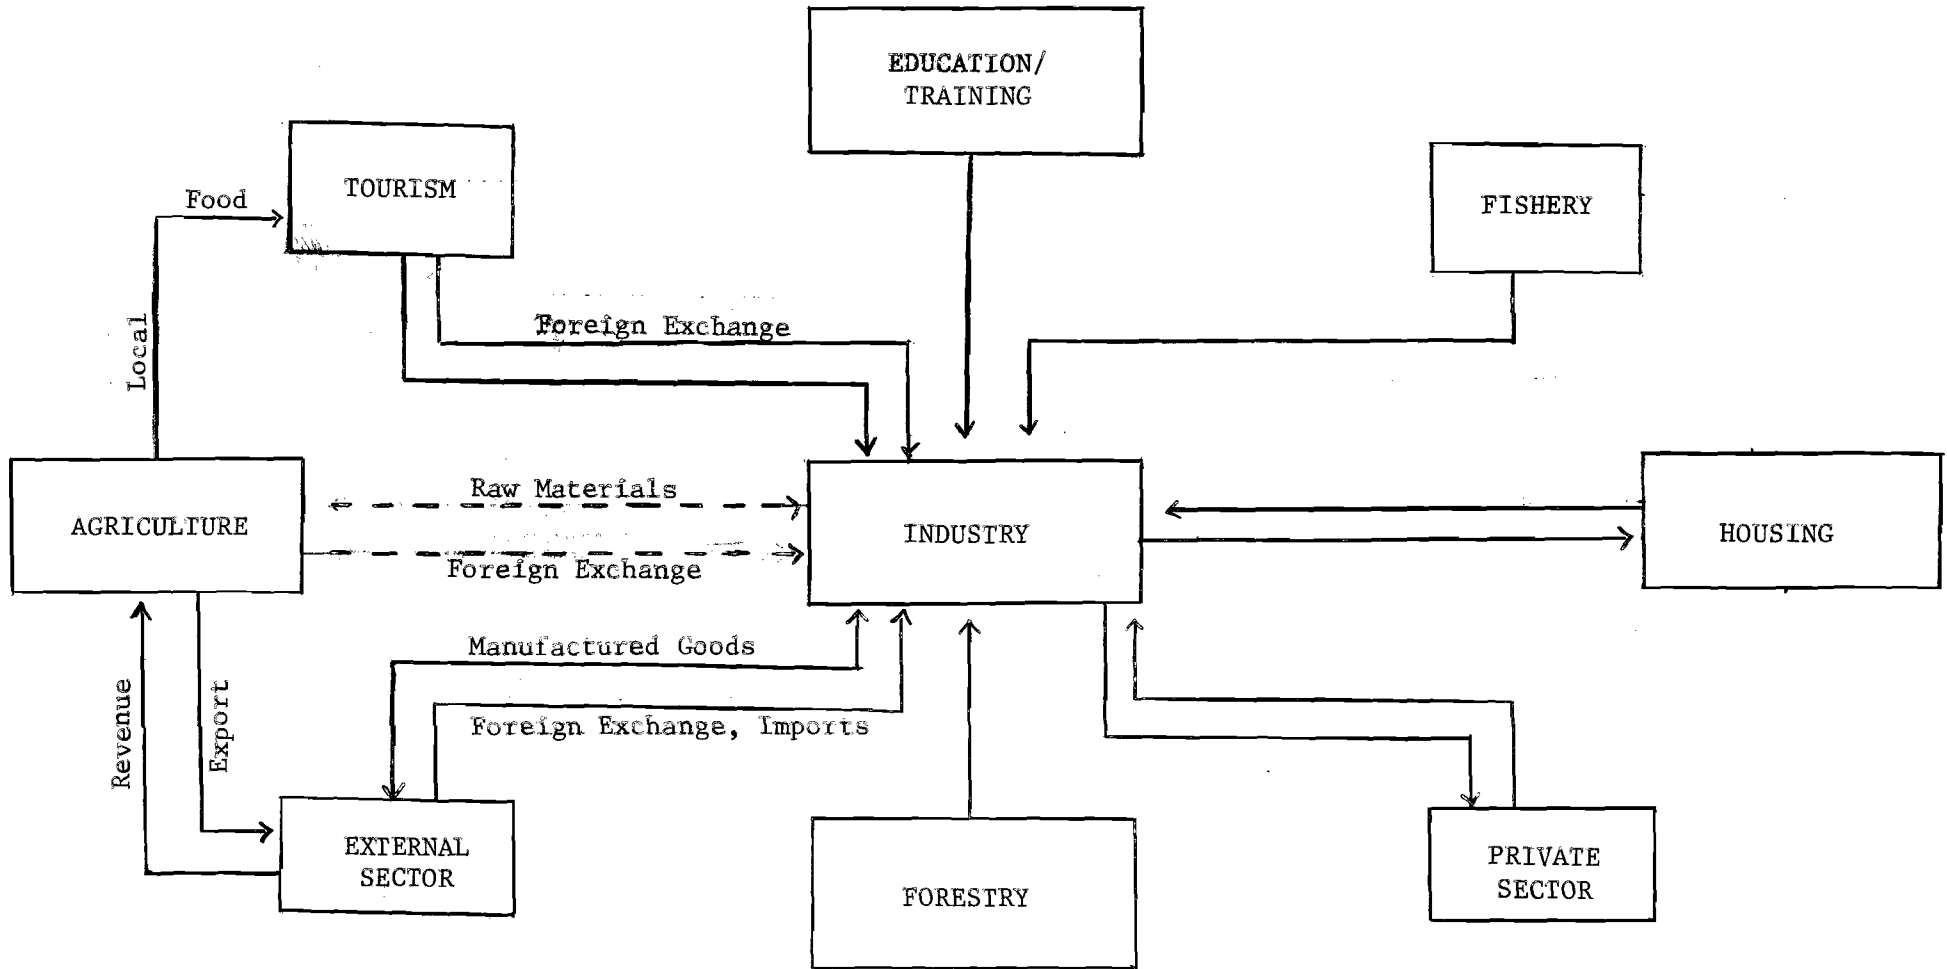 EDUCATION/
TRAINING
TOURISM
Food
FISHERY
Foreign Exchange
Local
Raw Materials
AGRICULTURE
INDUSTRY
HOUSING
Foreign Exchange
Manufactured Goods
Revenue
Export
Foreign Exchange, Imports
EXTERNAL
SECTOR
FORESTRY
PRIVATE
SECTOR